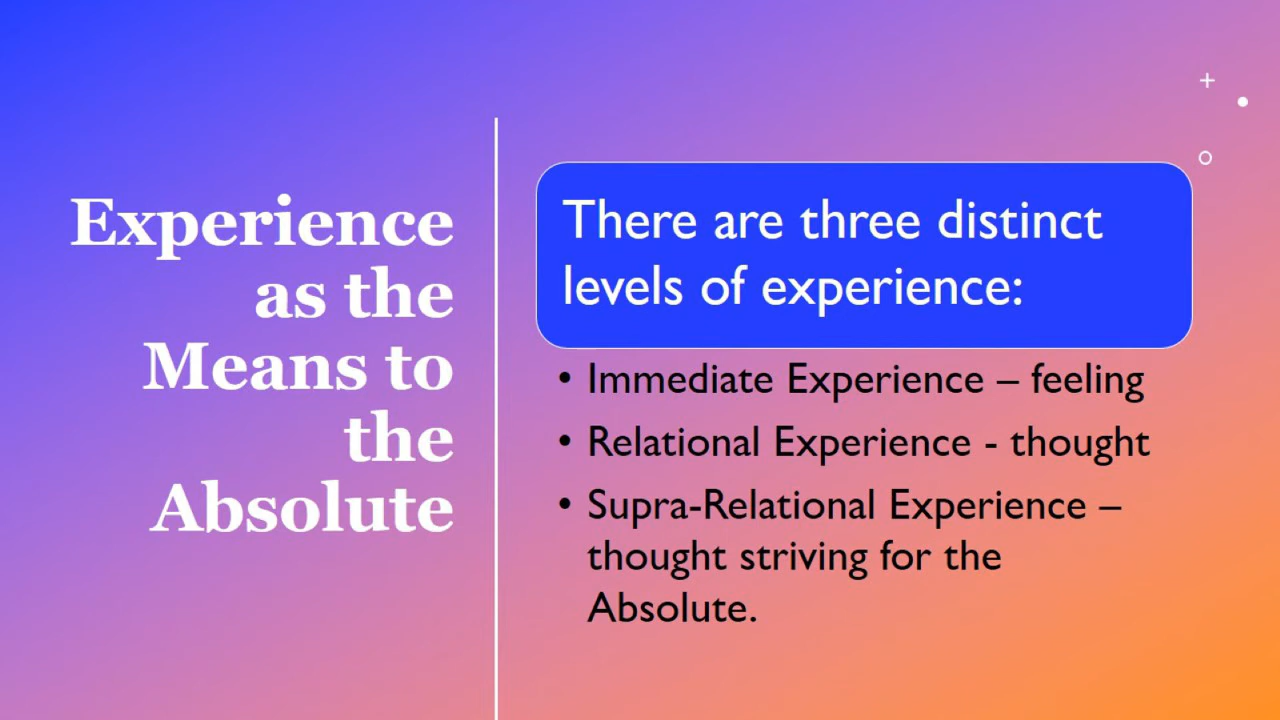 Experience
as the
Means to
the
Absolute
There are three distinct
levels of experience:
• Immediate Experience – feeling
• Relational Experience - thought
• Supra-Relational Experience –
thought striving for the
Absolute.